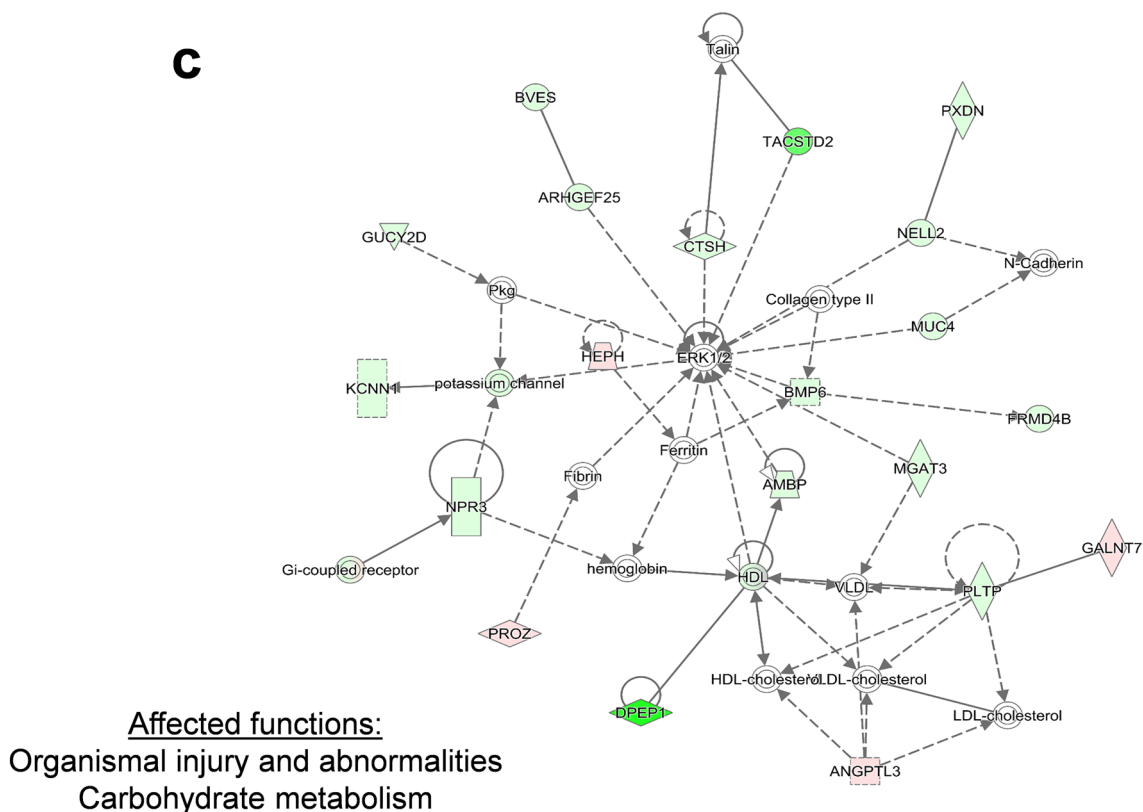 c
Talin
BVES
PXDN
TACSTD2
ARHGEF25
GUCY2D
CTSH
NELL2
N-Cadherin
Pkg
Collagen type II
MUC4
HEPH
ERK1/2
KCNN1
potassium channel
BMP6
FRMD4B
Ferritin
MGAT3
Fibrin
AMBP
NPR3
GALNT7
Gi-coupled receptor
hemoglobin
HDL
VLDL
PLTP
PROZ
HDL-cholesterol
VLDL-cholesterol
DPEP1
LDL-cholesterol
ANGPTL3
Affected functions:
Organismal injury and abnormalities
Carbohydrate metabolism